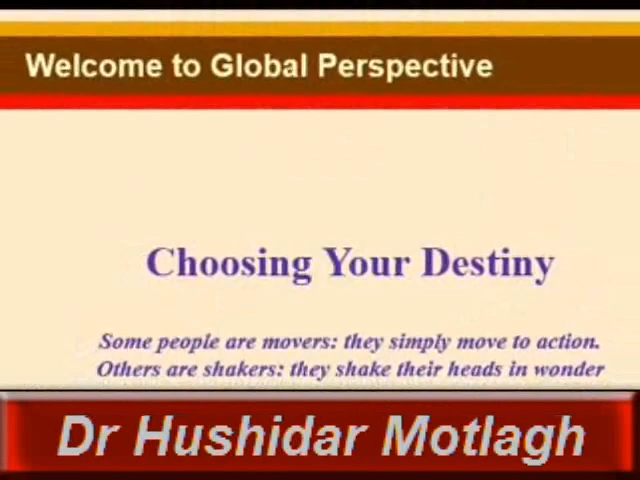 Welcome to Global Perspective
Choosing Your Destiny
Some people are movers: they simply move to action.
Others are shakers: they shake their heads in wonder
Dr Hushidar Motlagh